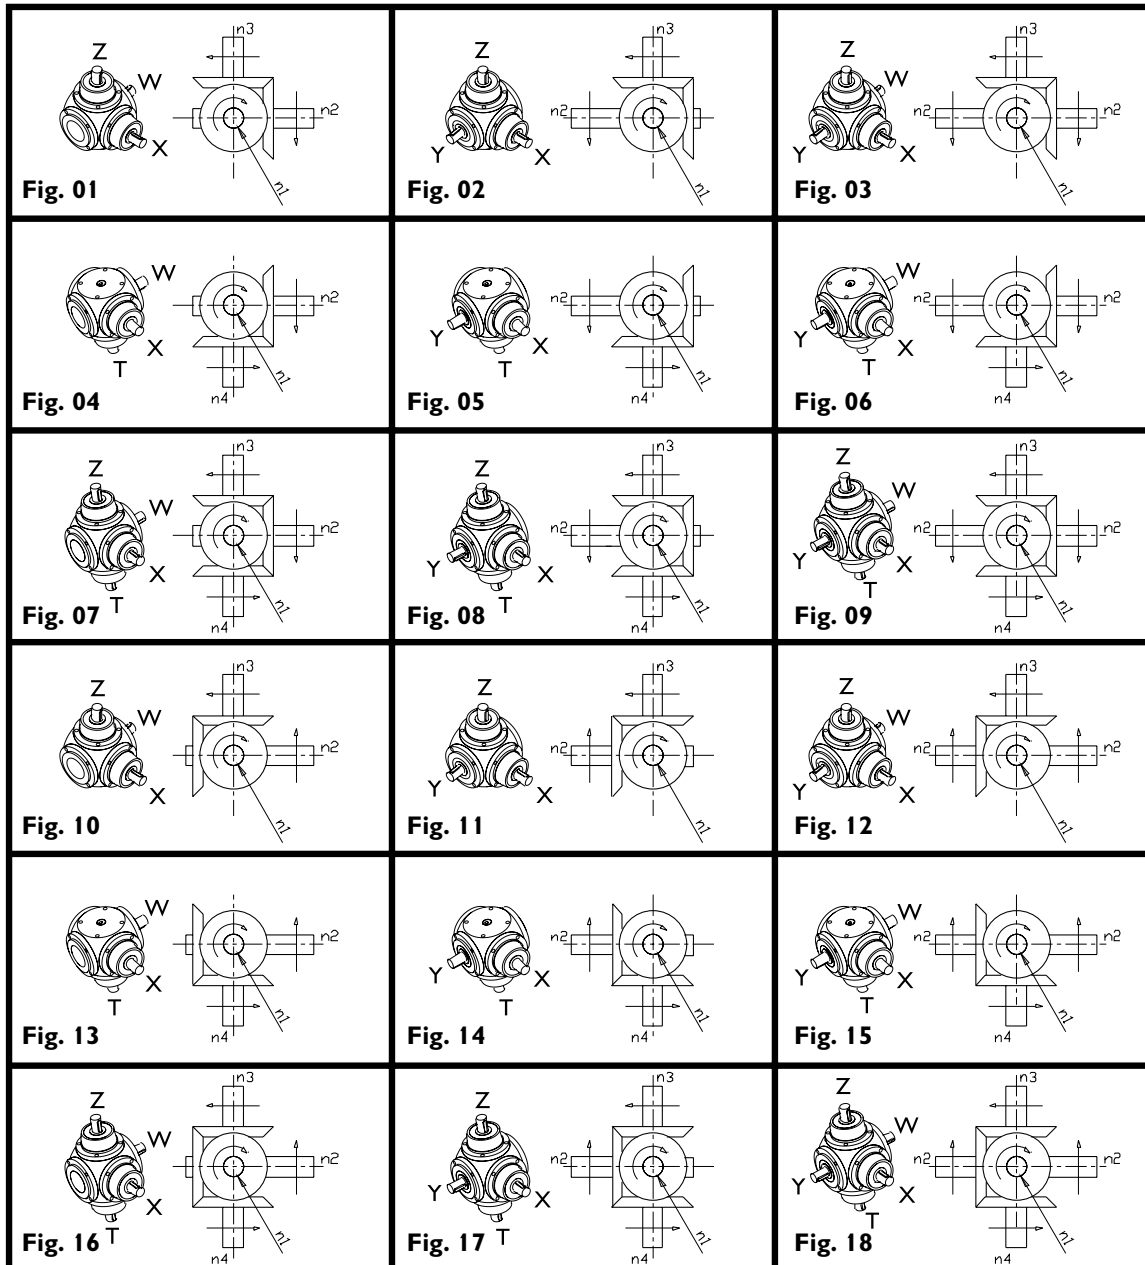 n3
Z
W
n2
X
n1
Fig. 01
n3
Z
n2
Y
X
n1
Fig. 02
n3
Z
W
n2
n2
Y
X
n1
Fig. 03
W
n2
X
T
n1
n4
Fig. 04
n2
Y
X
T
n1
n4
Fig. 05
W
n2
n2
Y
X
T
n1
n4
Fig. 06
n3
Z
W
n2
X
T
n1
n4
Fig. 07
n3
Z
n2
Y
X
T
n1
n4
Fig. 08
n3
Z
W
n2
n2
Y
X
T
n1
n4
Fig. 09
n3
Z
W
n2
X
n1
Fig. 10
n3
Z
n2
Y
X
n1
Fig. 11
n3
Z
W
n2
n2
Y
X
n1
Fig. 12
W
n2
X
T
n1
n4
Fig. 13
n2
Y
X
T
n1
n4
Fig. 14
W
n2
n2
Y
X
T
n1
n4
Fig. 15
n3
Z
W
n2
X
T
n1
n4
Fig. 16
n3
Z
n2
Y
X
T
n1
n4
Fig. 17
n3
Z
W
n2
n2
Y
X
T
n1
n4
Fig. 18